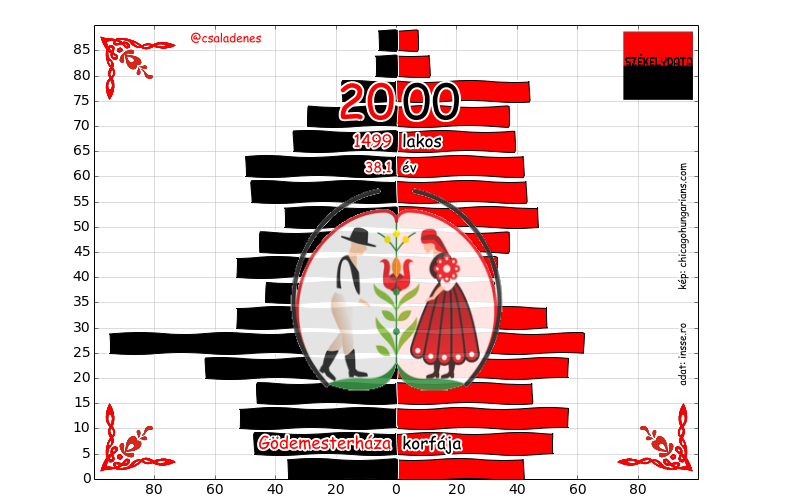 @csaladenes
SZÉKELYDATA
2000
1499 lakos
38.1 év
kép: chicagohungarians.com
adat: insse.ro
Gödemesterháza korfája
85
80
75
70
65
60
55
50
45
40
35
30
25
20
15
10
5
0
80 60 40 20 0 20 40 60 80